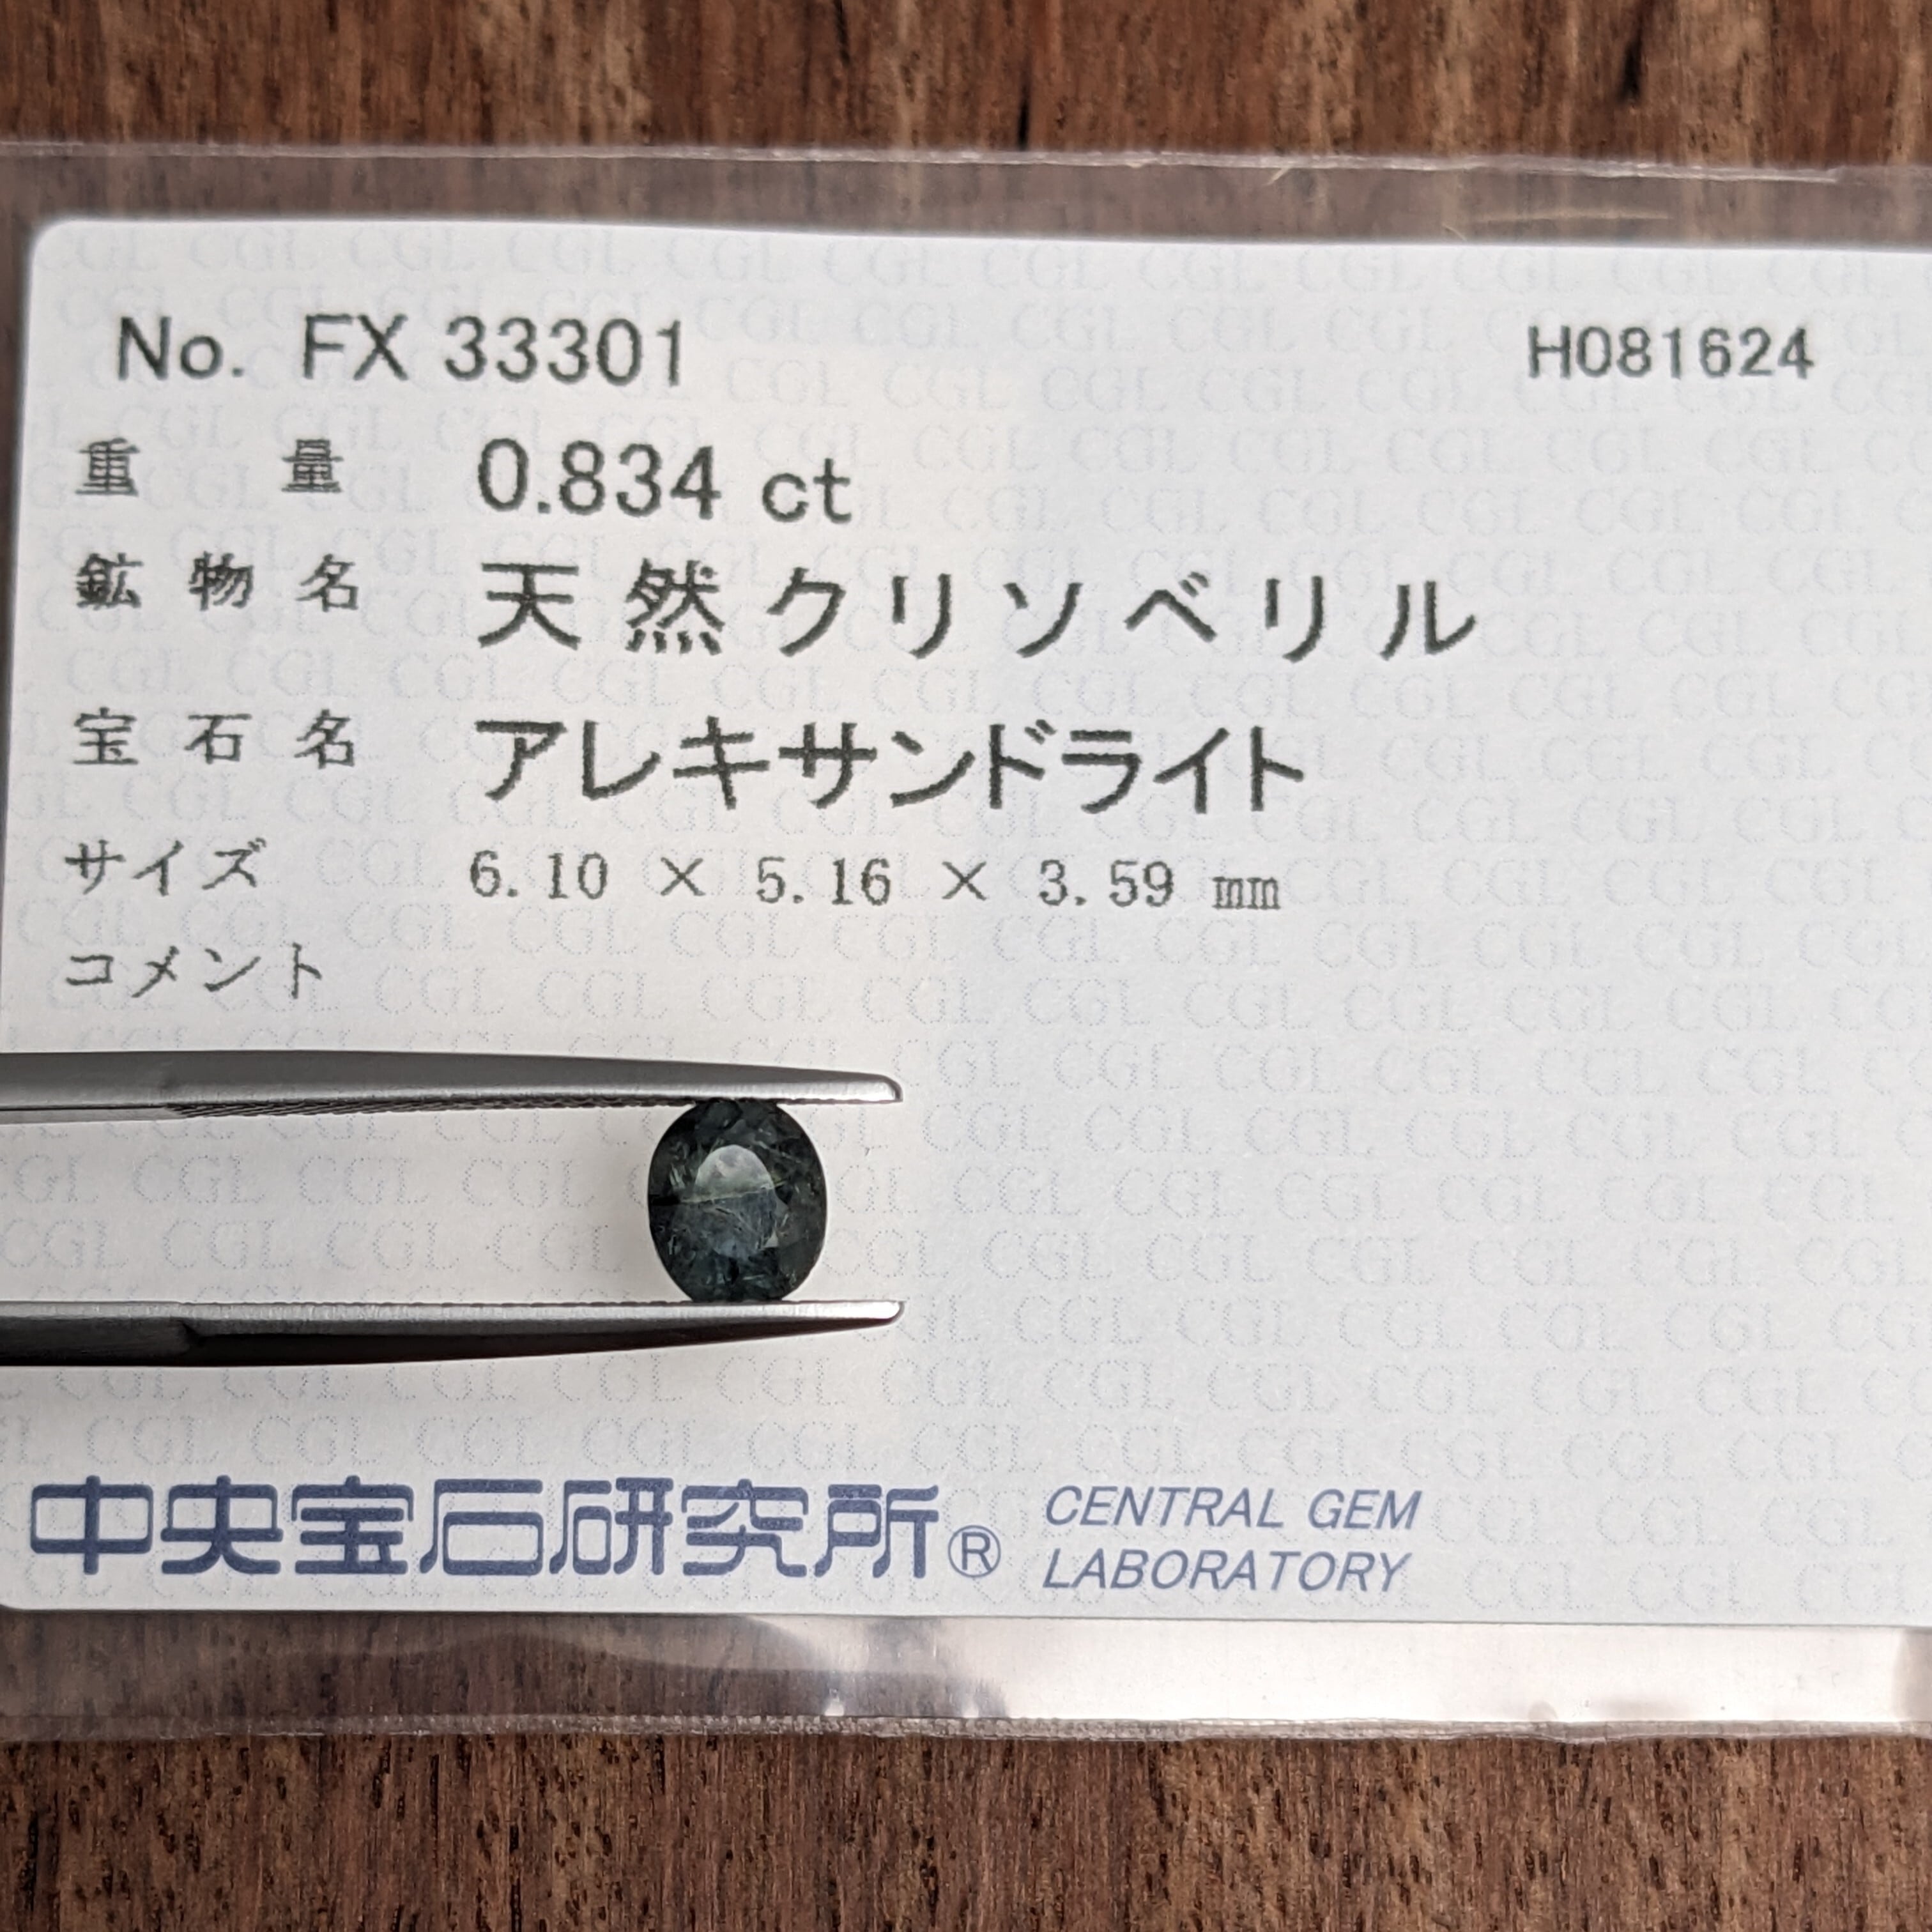 No. FX 33301 H081624
重量 0.834 ct
鉱物名 天然クリソベリル
宝石名 アレキサンドライト
サイズ 6.10 × 5.16 × 3.59 mm
コメント
中央宝石研究所® CENTRAL GEM
LABORATORY